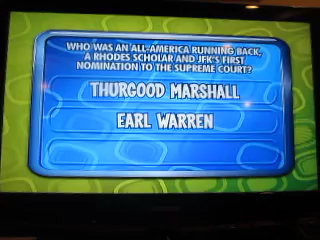 WHO WAS AN ALL-AMERICA RUNNING BACK,
A RHODES SCHOLAR AND JFK'S FIRST
NOMINATION TO THE SUPREME COURT?
THURGOOD MARSHALL
EARL WARREN